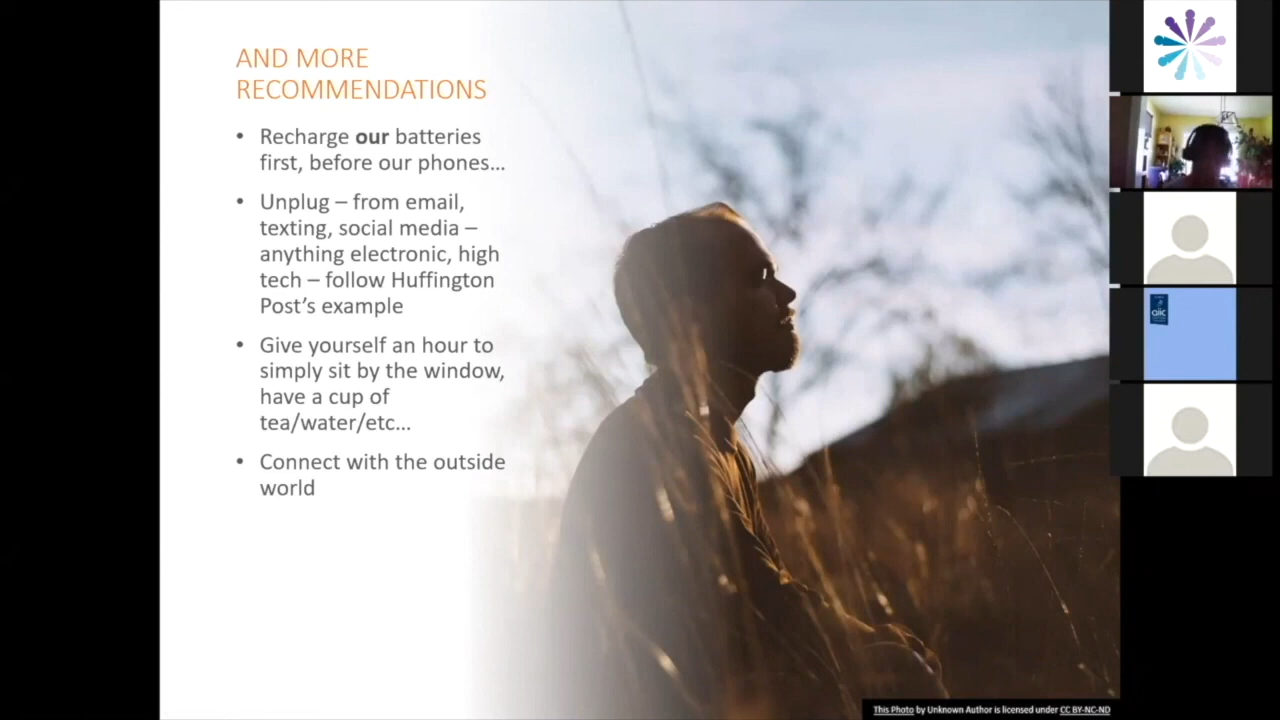 AND MORE
RECOMMENDATIONS
• Recharge our batteries
first, before our phones...
• Unplug – from email,
texting, social media –
anything electronic, high
tech – follow Huffington
Post's example
• Give yourself an hour to
simply sit by the window,
have a cup of
tea/water/etc...
• Connect with the outside
world
aiic
This Photo by Unknown Author is licensed under CC BY-NC-ND